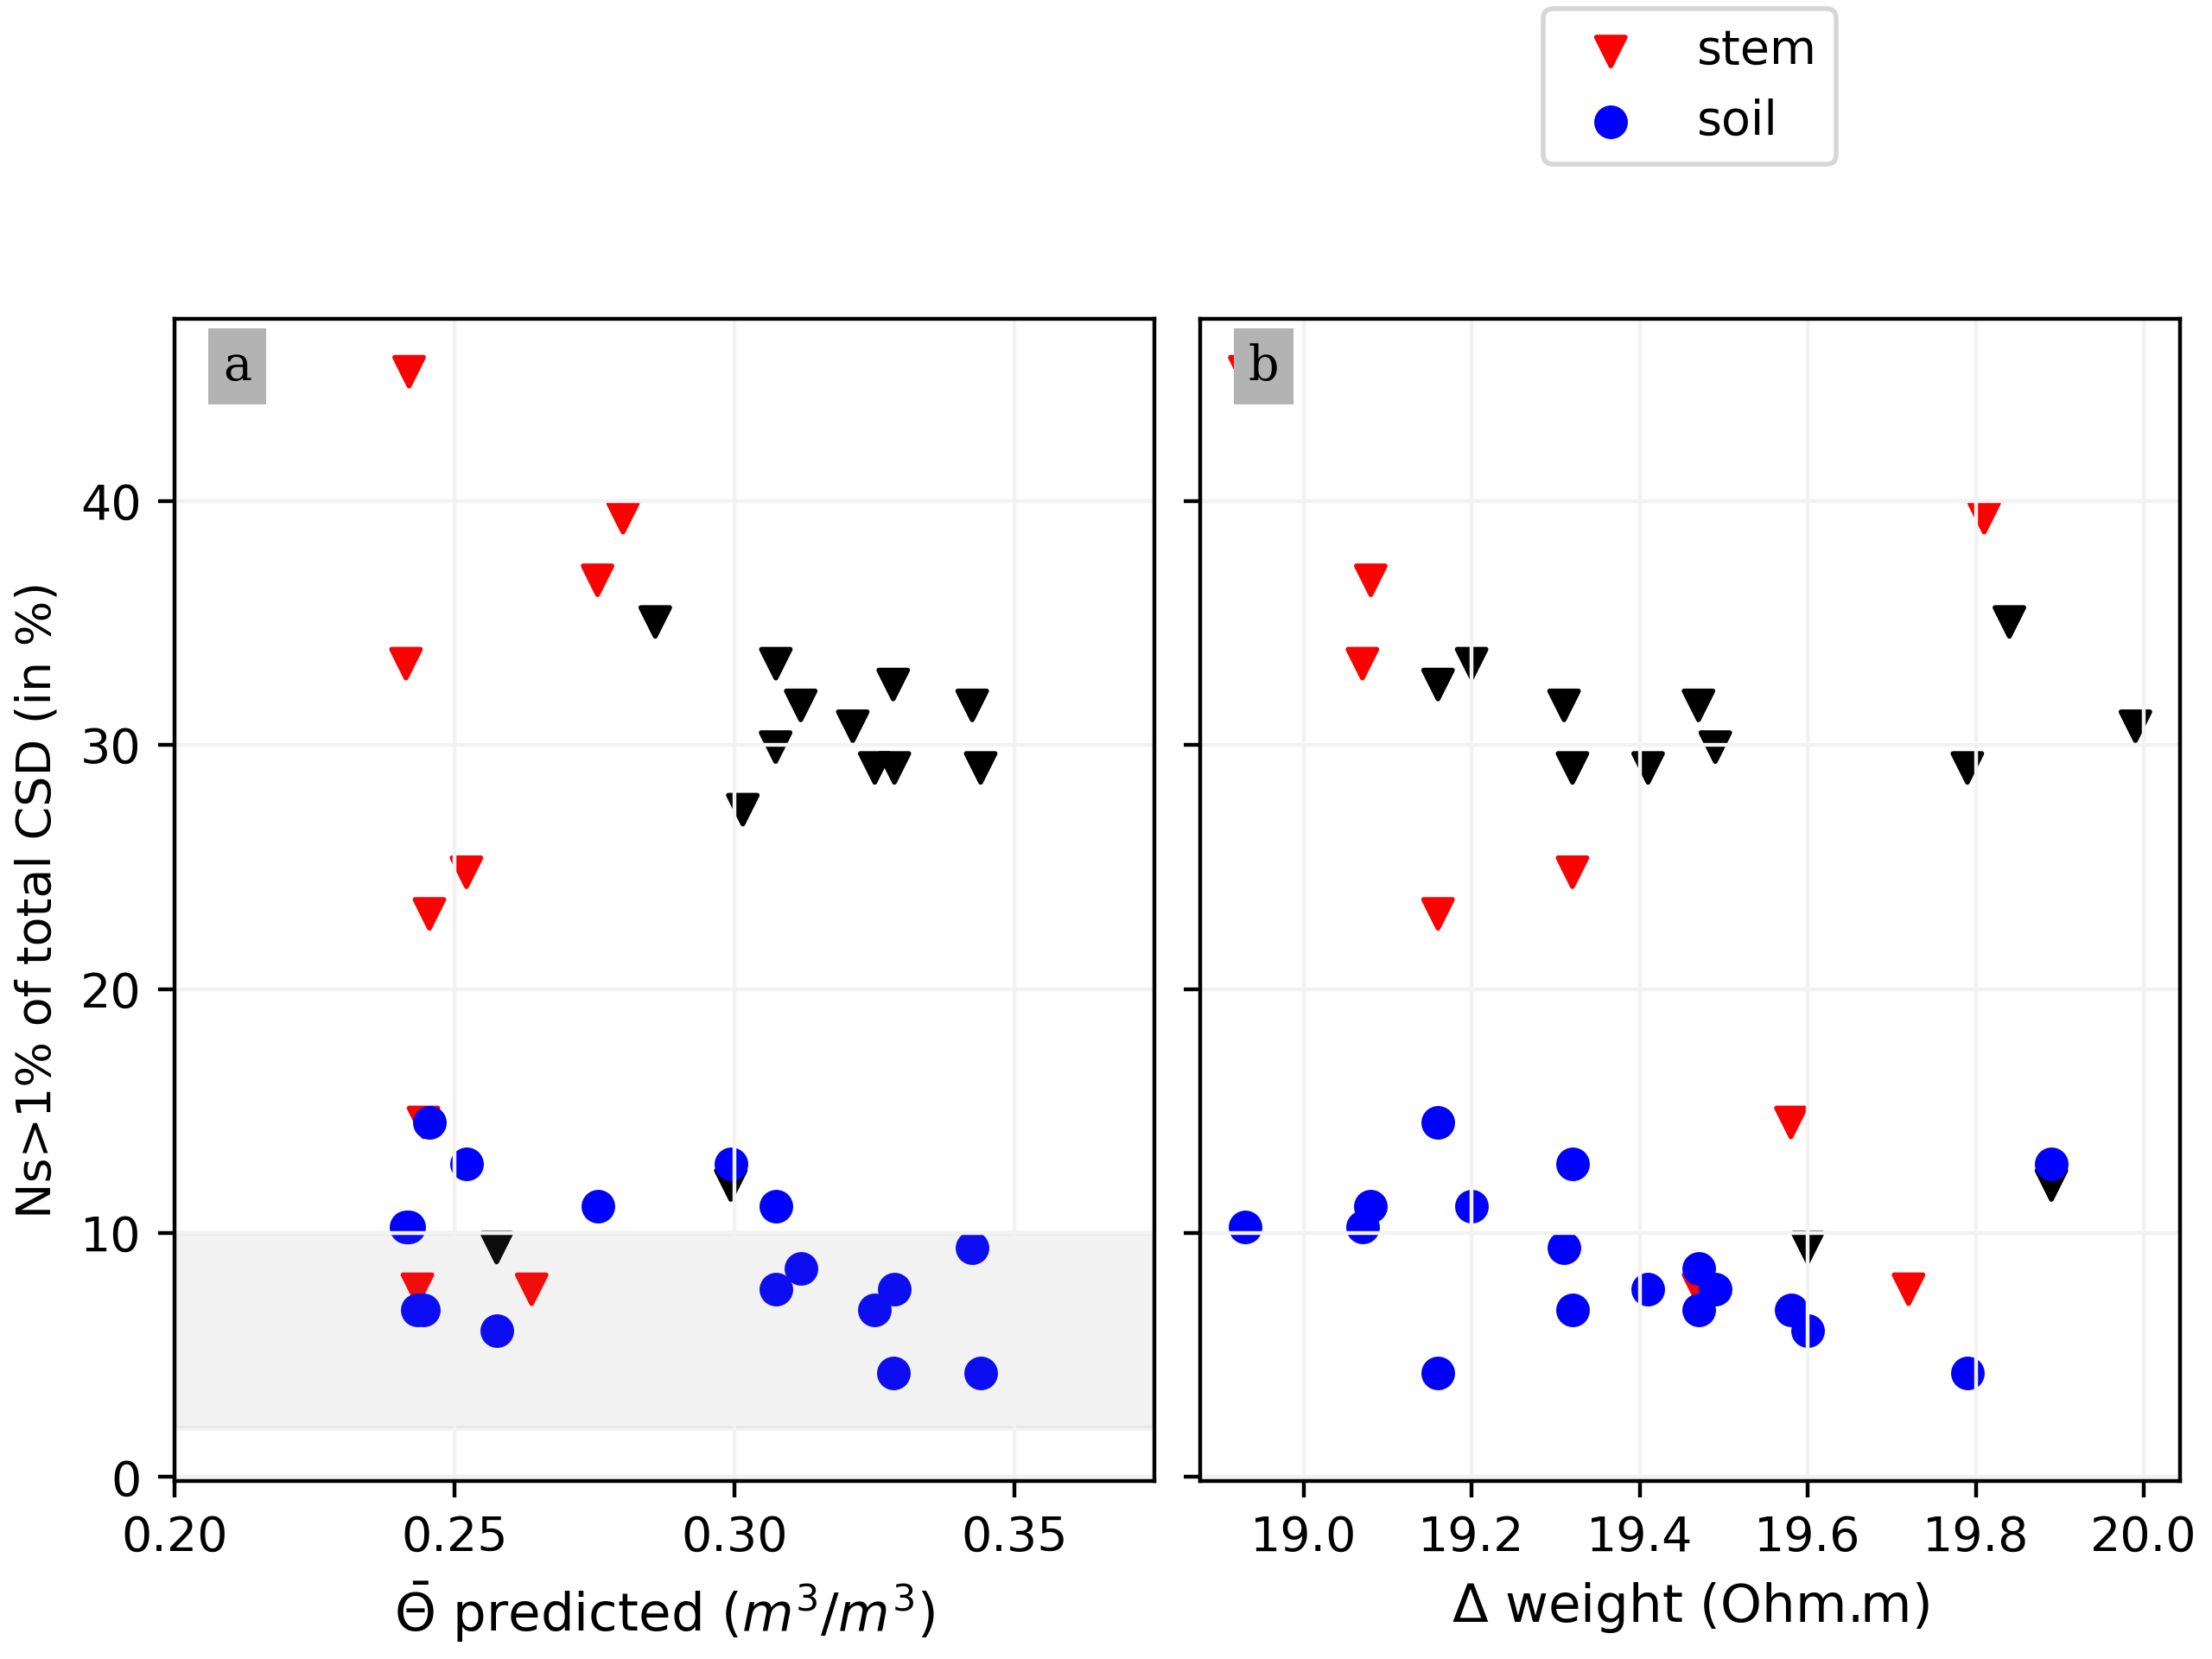 stem
soil
a
b
40
30
20
10
0
Ns>1% of total CSD (in %)
0.20 0.25 0.30 0.35
19.0 19.2 19.4 19.6 19.8 20.0
Θ̄ predicted (m³/m³)
Δ weight (Ohm.m)